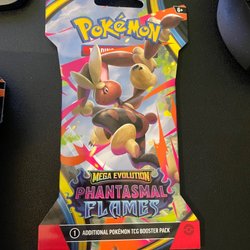 Pokémon
6+
MEGA EVOLUTION
PHANTASMAL
FLAMES
1 ADDITIONAL POKÉMON TCG BOOSTER PACK